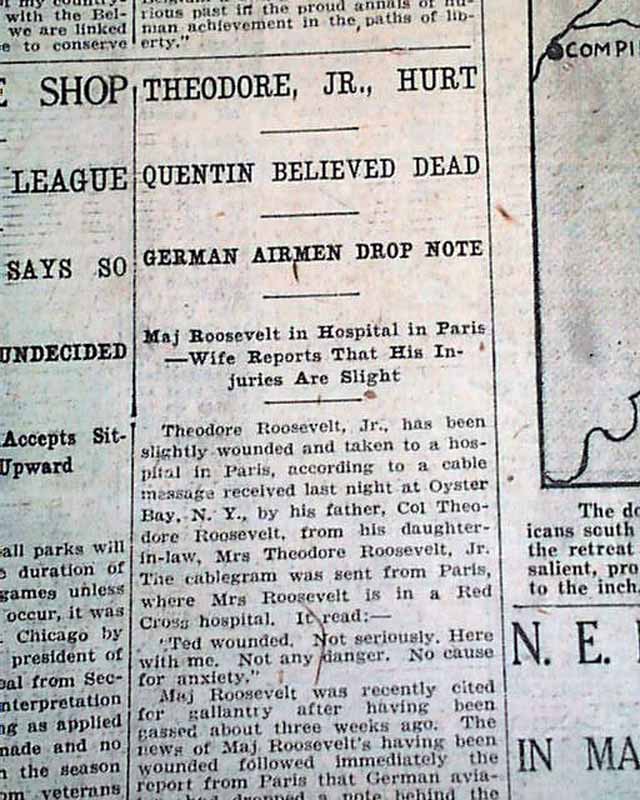 with the Bel-
we are linked
e to conserve
rious past in the proud annals of hu-
man achievement in the paths of lib-
erty."
E SHOP
LEAGUE
SAYS SO
UNDECIDED
Accepts Sit-
Upward
all parks will
duration of
games unless
occur, it was
Chicago by
president of
eal from Sec-
nterpretation
ng as applied
nade and no
n the season
om veterans
THEODORE, JR., HURT
QUENTIN BELIEVED DEAD
GERMAN AIRMEN DROP NOTE
Maj Roosevelt in Hospital in Paris
—Wife Reports That His In-
juries Are Slight
Theodore Roosevelt, Jr., has been
slightly wounded and taken to a hos-
pital in Paris, according to a cable
message received last night at Oyster
Bay, N. Y., by his father, Col Theo-
dore Roosevelt, from his daughter-
in-law, Mrs Theodore Roosevelt, Jr.
The cablegram was sent from Paris,
where Mrs Roosevelt is in a Red
Cross hospital. It read:—
"Ted wounded. Not seriously. Here
with me. Not any danger. No cause
for anxiety."
Maj Roosevelt was recently cited
for gallantry after having been
gassed about three weeks ago. The
news of Maj Roosevelt's having been
wounded followed immediately the
report from Paris that German avia-
had dropped a note behind the
COMPI
The do
icans south
the retreat
salient, pro
to the inch
N. E.
IN MA